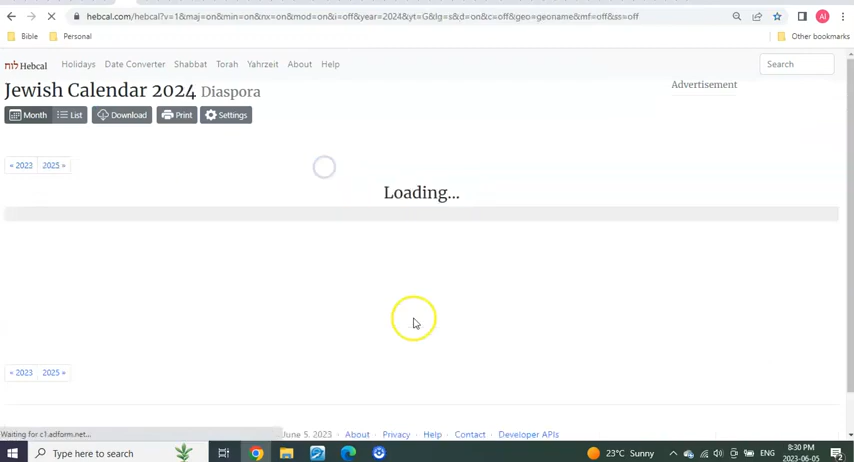 hebcal.com/hebcal?v=1&maj=on&min=on&nx=on&mod=on&i=off&year=2024&yt=G&lg=s&d=on&c=off&geo=geoname&mf=off&ss=off
Bible Personal Other bookmarks
לוח Hebcal Holidays Date Converter Shabbat Torah Yahrzeit About Help Search
Jewish Calendar 2024 Diaspora
Advertisement
Month List Download Print Settings
« 2023 2025 »
Loading...
« 2023 2025 »
Waiting for c1.adform.net... June 5, 2023 · About · Privacy · Help · Contact · Developer APIs
Type here to search 23°C Sunny ENG 8:30 PM
2023-06-05
AI
2